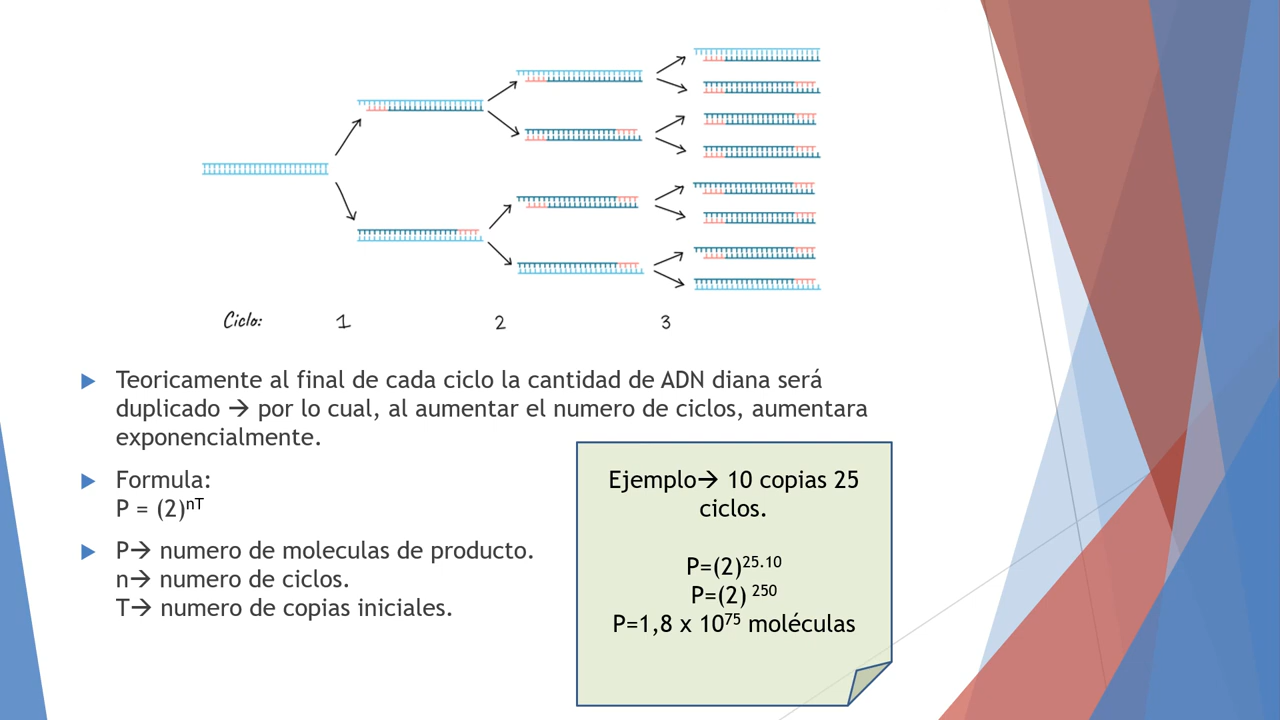 Ciclo: 1 2 3
Teoricamente al final de cada ciclo la cantidad de ADN diana será
duplicado → por lo cual, al aumentar el numero de ciclos, aumentara
exponencialmente.
Formula:
P = (2)ⁿᵀ
P→ numero de moleculas de producto.
n→ numero de ciclos.
T→ numero de copias iniciales.
Ejemplo→ 10 copias 25
ciclos.
P=(2)²⁵·¹⁰
P=(2) ²⁵⁰
P=1,8 x 10⁷⁵ moléculas